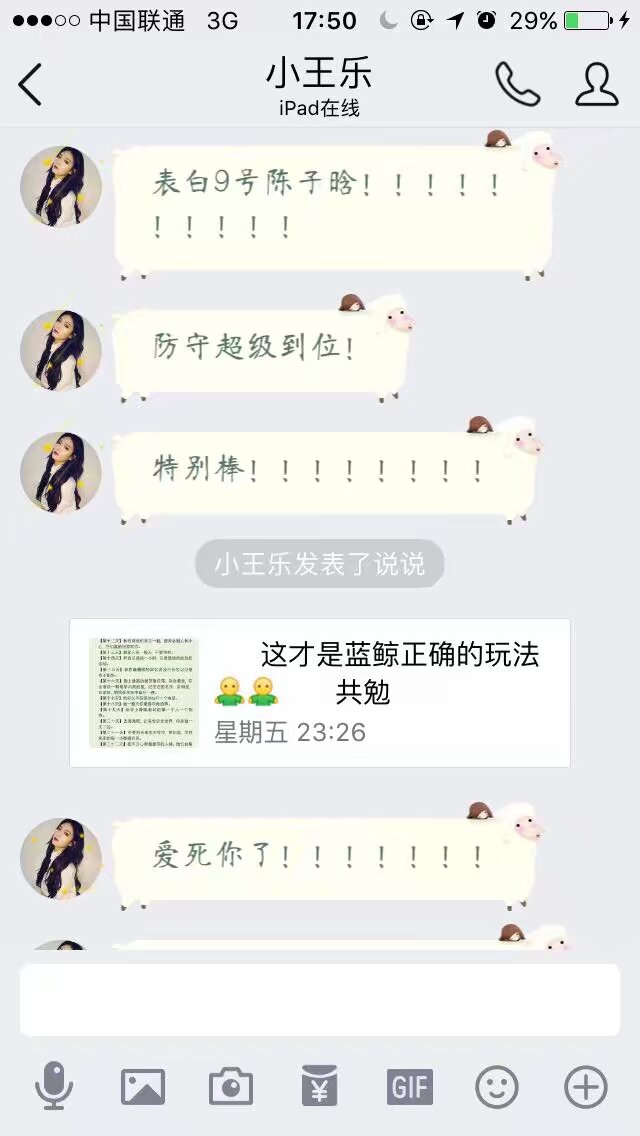 中国联通 3G 17:50 29%
小王乐
iPad在线
表白9号陈子晗！！！！！
！！！！！
防守超级到位！
特别棒！！！！！！！！
小王乐发表了说说
这才是蓝鲸正确的玩法
共勉
星期五 23:26
爱死你了！！！！！！！
GIF